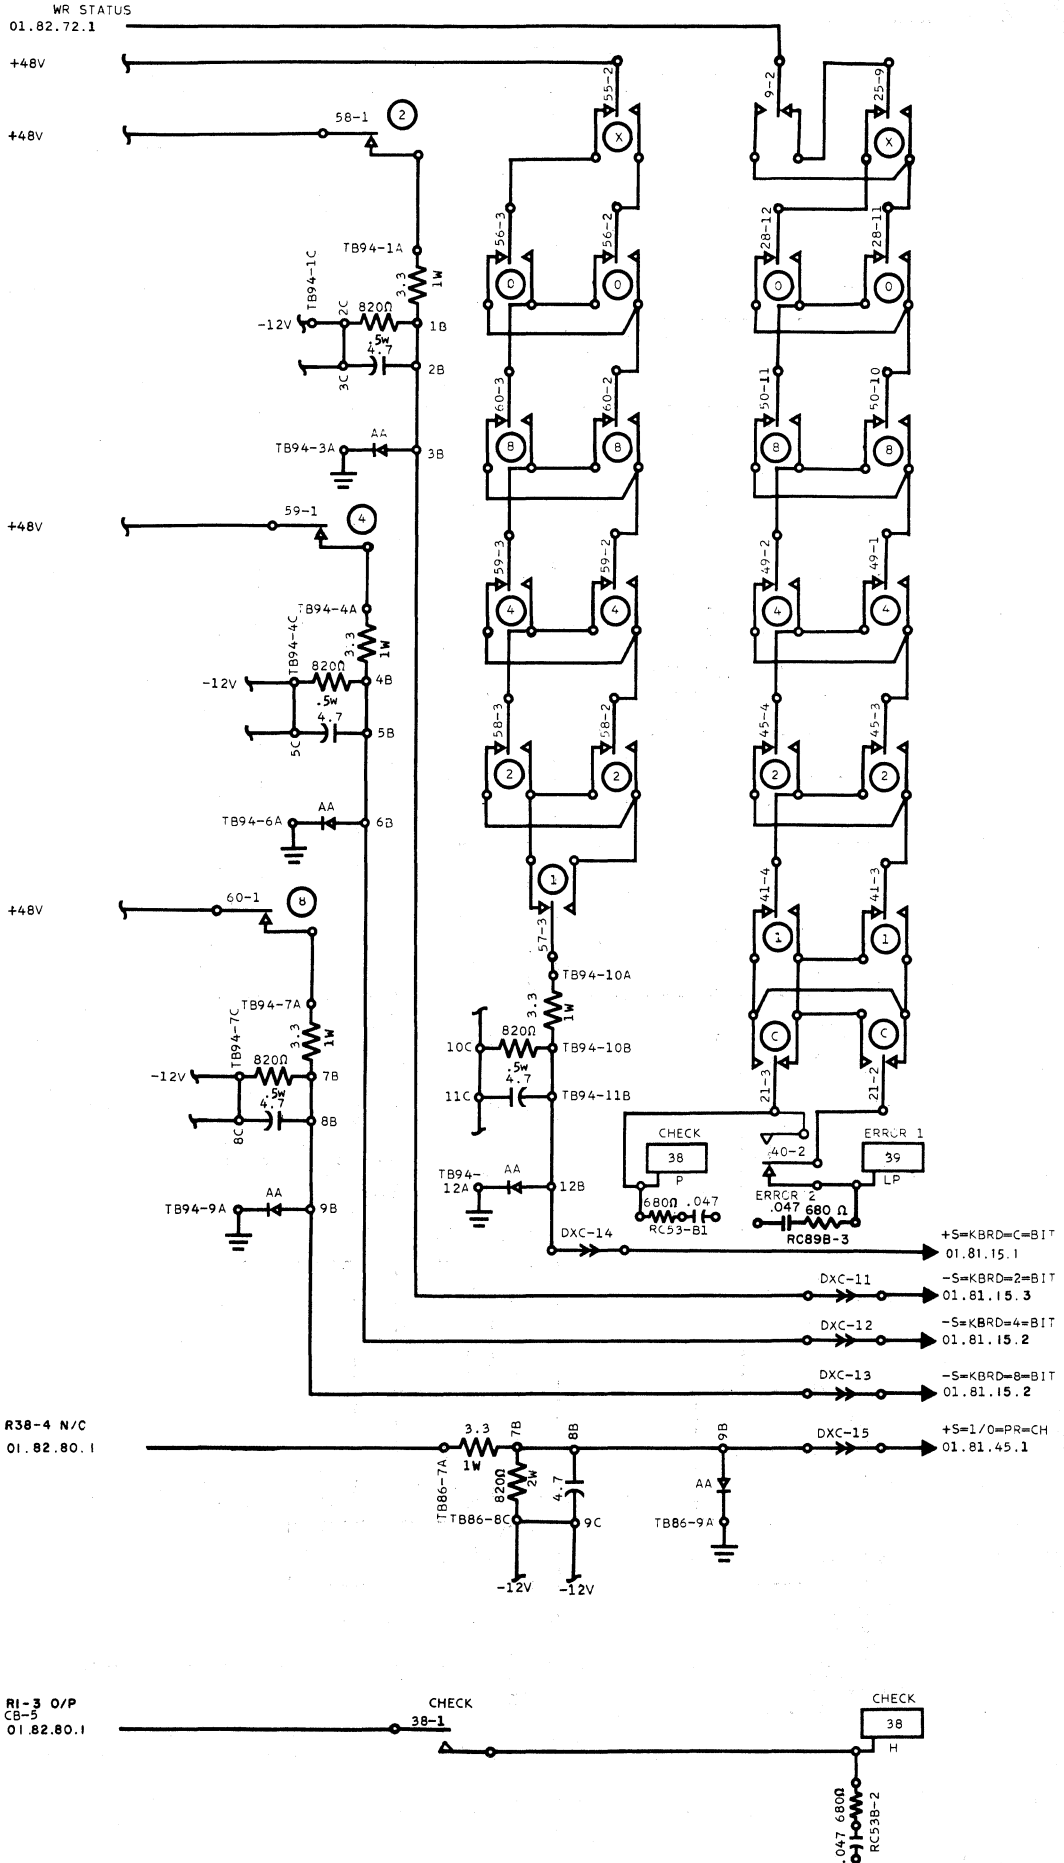 WR STATUS
01.82.72.1
+48V
55-2
9-2
25-9
X
X
+48V
58-1
2
56-3
56-2
28-12
28-11
TB94-1A
TB94-1C
3.3
1W
0
0
0
0
-12V
2C
820Ω
.5W
1B
4.7
3C
2B
60-3
60-2
50-11
50-10
TB94-3A
AA
3B
8
8
8
8
+48V
59-1
4
59-3
59-2
49-2
49-1
TB94-4A
TB94-4C
3.3
1W
4
4
4
4
-12V
820Ω
.5W
4B
4.7
5C
5B
58-3
58-2
45-4
45-3
2
2
2
2
TB94-6A
AA
6B
+48V
60-1
8
1
57-3
41-4
41-3
1
1
TB94-10A
TB94-7A
TB94-7C
3.3
1W
3.3
1W
C
C
820Ω
.5W
10C
TB94-10B
-12V
820Ω
.5W
7B
4.7
11C
TB94-11B
21-3
21-2
4.7
8C
8B
CHECK
38
P
40-2
ERROR 1
39
LP
TB94-
12A
AA
12B
680Ω .047
RC53-B1
ERROR 2
.047 680 Ω
RC89B-3
TB94-9A
AA
9B
DXC-14
+S=KBRD=C=BIT
01.81.15.1
DXC-11
-S=KBRD=2=BIT
01.81.15.3
DXC-12
-S=KBRD=4=BIT
01.81.15.2
DXC-13
-S=KBRD=8=BIT
01.81.15.2
R38-4 N/C
01.82.80.1
TB86-7A
3.3
1W
7B
8B
9B
DXC-15
+S=1/0=PR=CH
01.81.45.1
820Ω
2W
4.7
AA
TB86-8C
9C
TB86-9A
-12V
-12V
R1-3 O/P
CB-5
01.82.80.1
CHECK
38-1
CHECK
38
H
.047 680Ω
RC53B-2